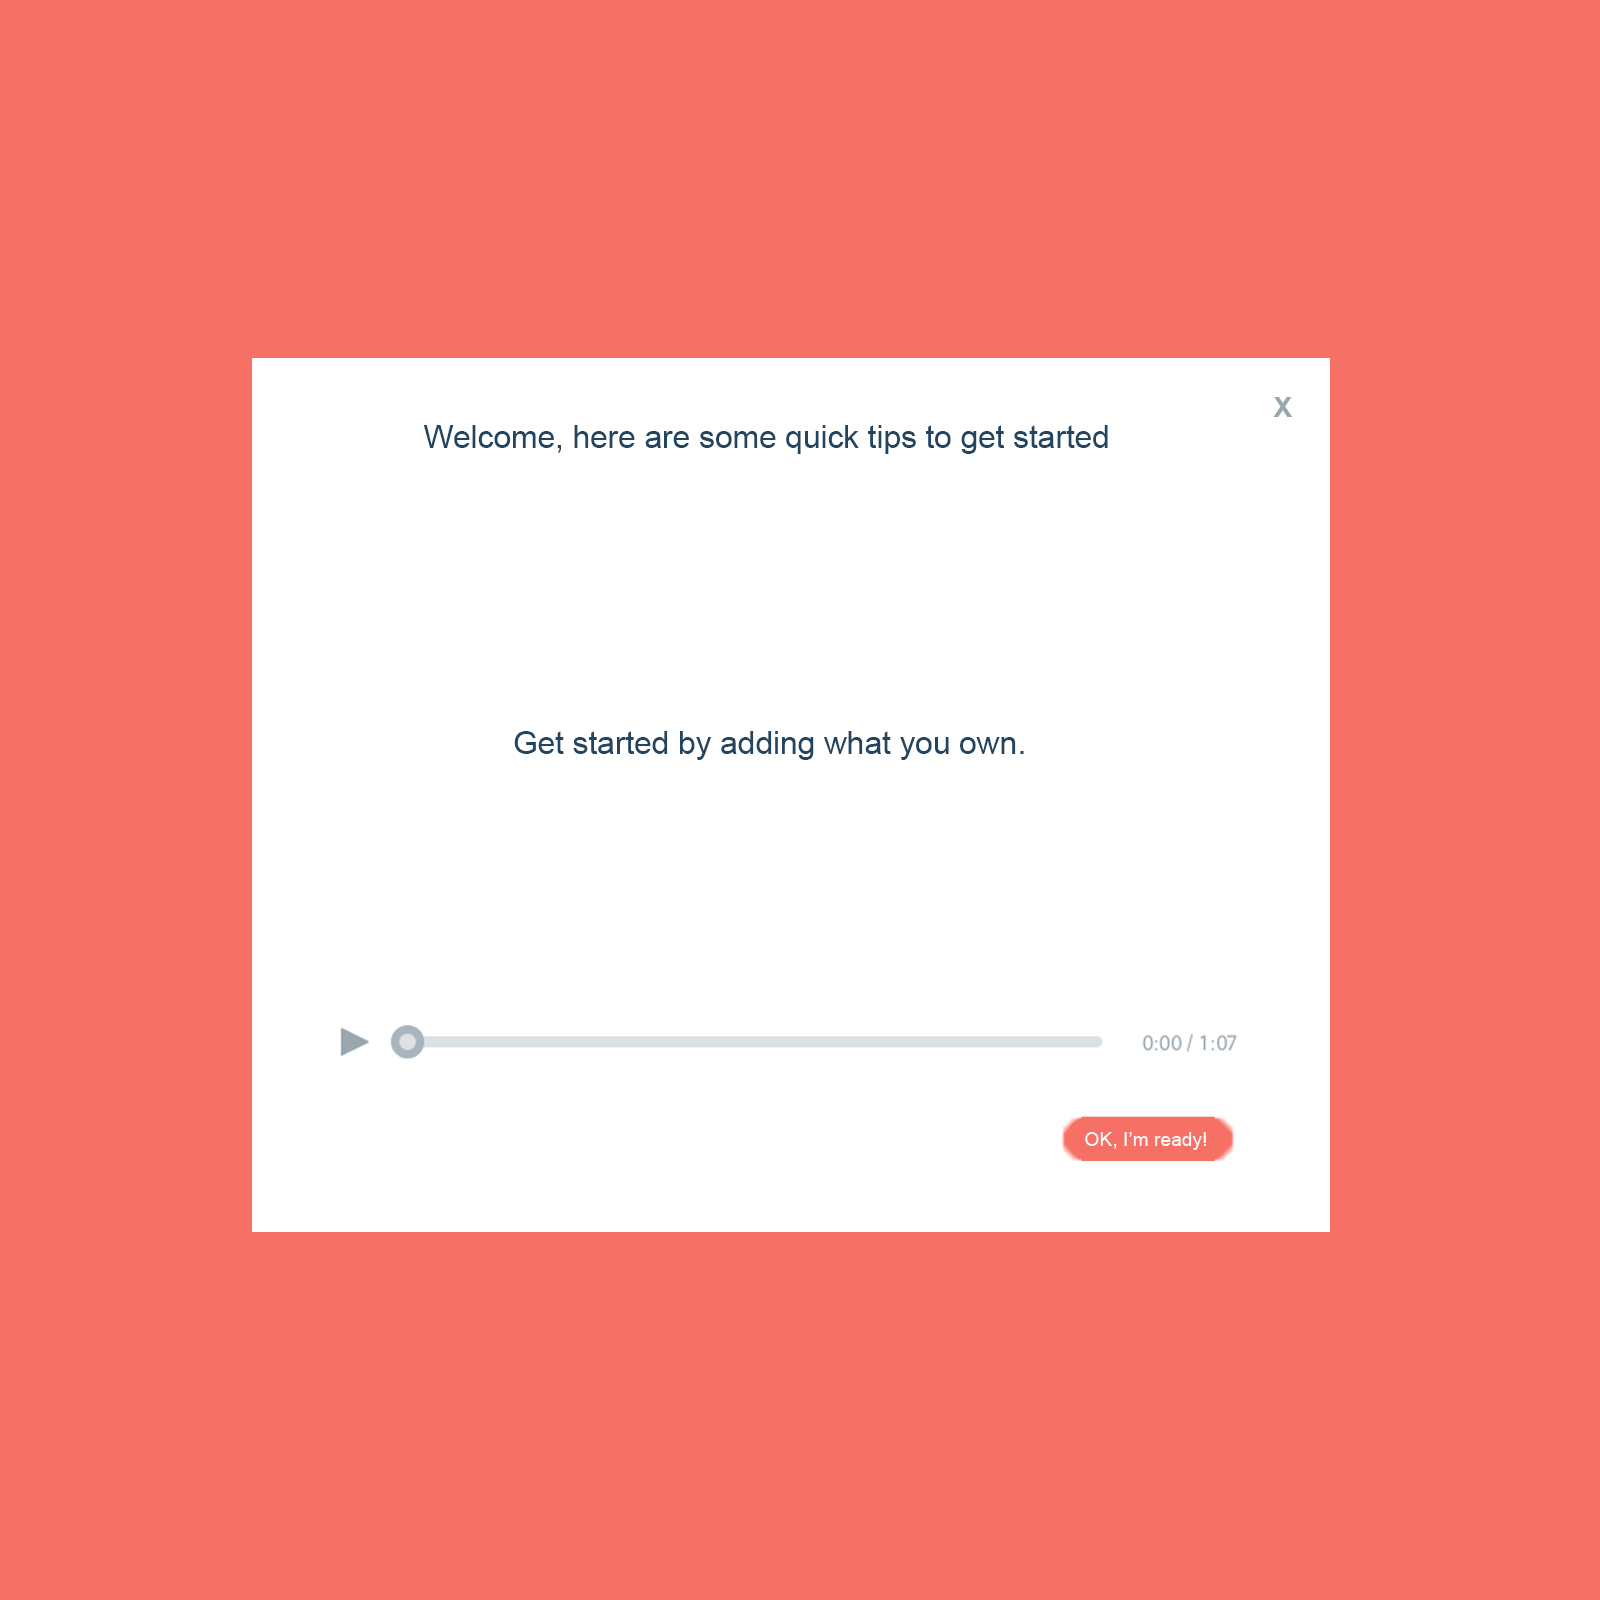 X
Welcome, here are some quick tips to get started
Get started by adding what you own.
0:00 / 1:07
OK, I’m ready!